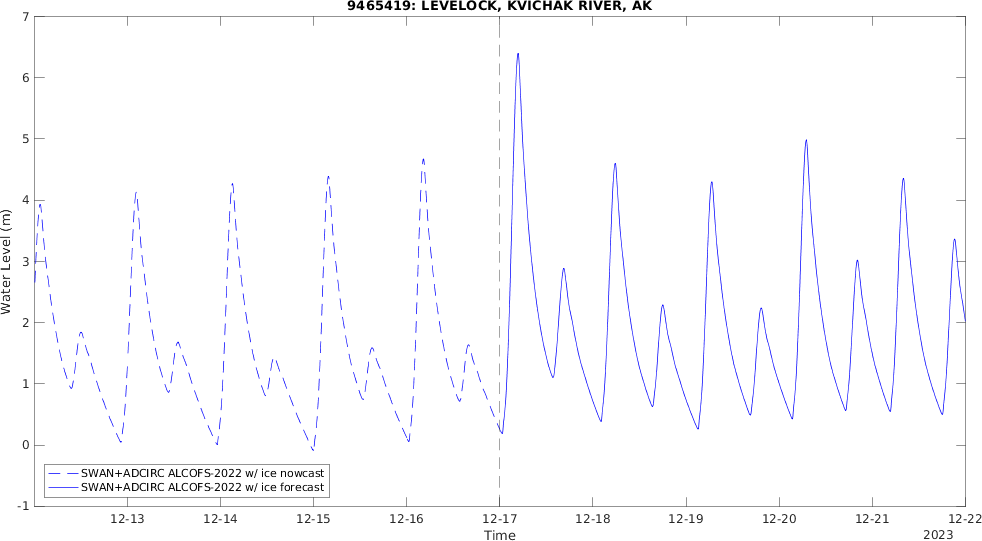 9465419: LEVELOCK, KVICHAK RIVER, AK
7
6
5
4
3
2
1
0
-1
Water Level (m)
SWAN+ADCIRC ALCOFS-2022 w/ ice nowcast
SWAN+ADCIRC ALCOFS-2022 w/ ice forecast
12-13 12-14 12-15 12-16 12-17 12-18 12-19 12-20 12-21 12-22
Time
2023